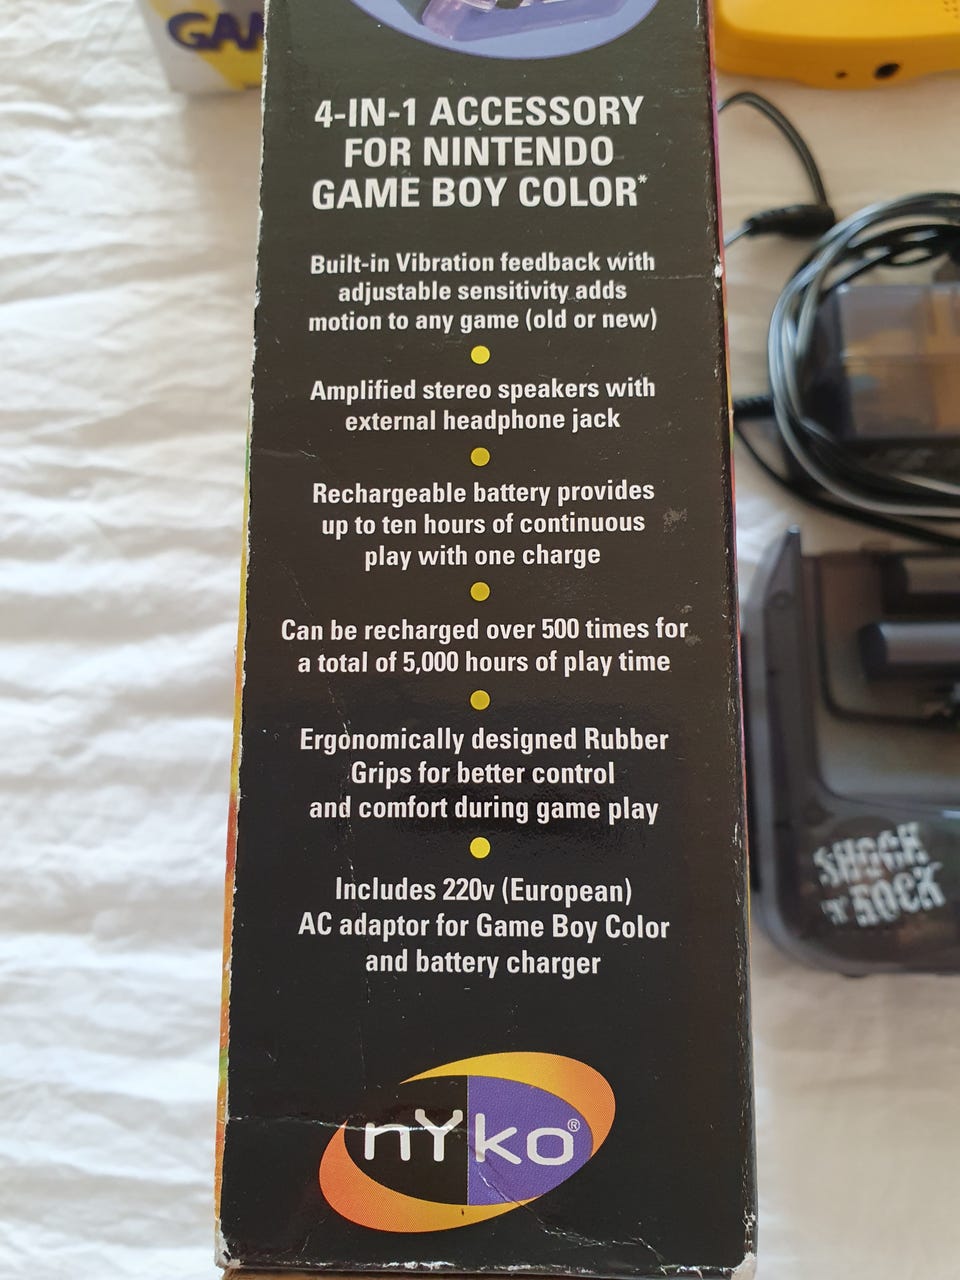 GAM
4-IN-1 ACCESSORY
FOR NINTENDO
GAME BOY COLOR*
Built-in Vibration feedback with
adjustable sensitivity adds
motion to any game (old or new)
Amplified stereo speakers with
external headphone jack
Rechargeable battery provides
up to ten hours of continuous
play with one charge
Can be recharged over 500 times for
a total of 5,000 hours of play time
Ergonomically designed Rubber
Grips for better control
and comfort during game play
SHOCK
'N' ROCK
Includes 220v (European)
AC adaptor for Game Boy Color
and battery charger
nYko®